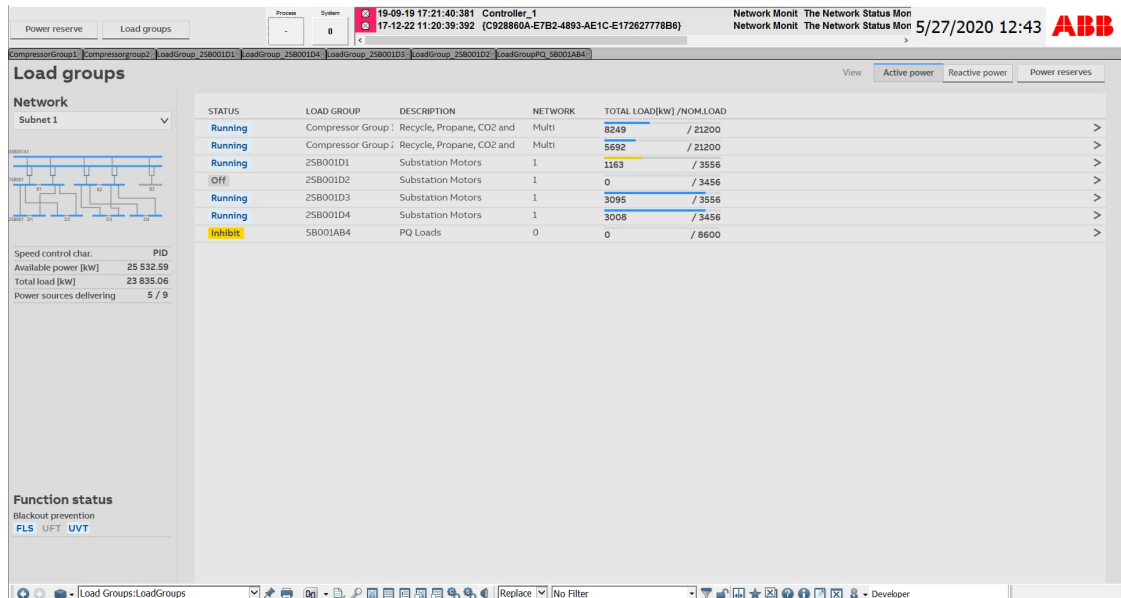 Power reserve
Load groups
Process
System
-
0
19-09-19 17:21:40:381 Controller_1 Network Monit The Network Status Mon
17-12-22 11:20:39:392 {C928860A-E7B2-4893-AE1C-E172627778B6} Network Monit The Network Status Mon
5/27/2020 12:43
ABB
CompressorGroup1 Compressorgroup2 LoadGroup_2SB001D1 LoadGroup_2SB001D4 LoadGroup_2SB001D3 LoadGroup_2SB001D2 LoadGroupPQ_SB001AB4
Load groups
View Active power Reactive power Power reserves
Network
Subnet 1
B1 B2
2SB001 D1 D2 D3 D4
Speed control char. PID
Available power [kW] 25 532.59
Total load [kW] 23 835.06
Power sources delivering 5 / 9
STATUS LOAD GROUP DESCRIPTION NETWORK TOTAL LOAD[kW] /NOM.LOAD
Running Compressor Group Recycle, Propane, CO2 and Multi 8249 / 21200 >
Running Compressor Group Recycle, Propane, CO2 and Multi 5692 / 21200 >
Running 2SB001D1 Substation Motors 1 1163 / 3556 >
Off 2SB001D2 Substation Motors 1 0 / 3456 >
Running 2SB001D3 Substation Motors 1 3095 / 3556 >
Running 2SB001D4 Substation Motors 1 3008 / 3456 >
Inhibit SB001AB4 PQ Loads 0 0 / 8600 >
Function status
Blackout prevention
FLS UFT UVT
Load Groups:LoadGroups Replace No Filter Developer